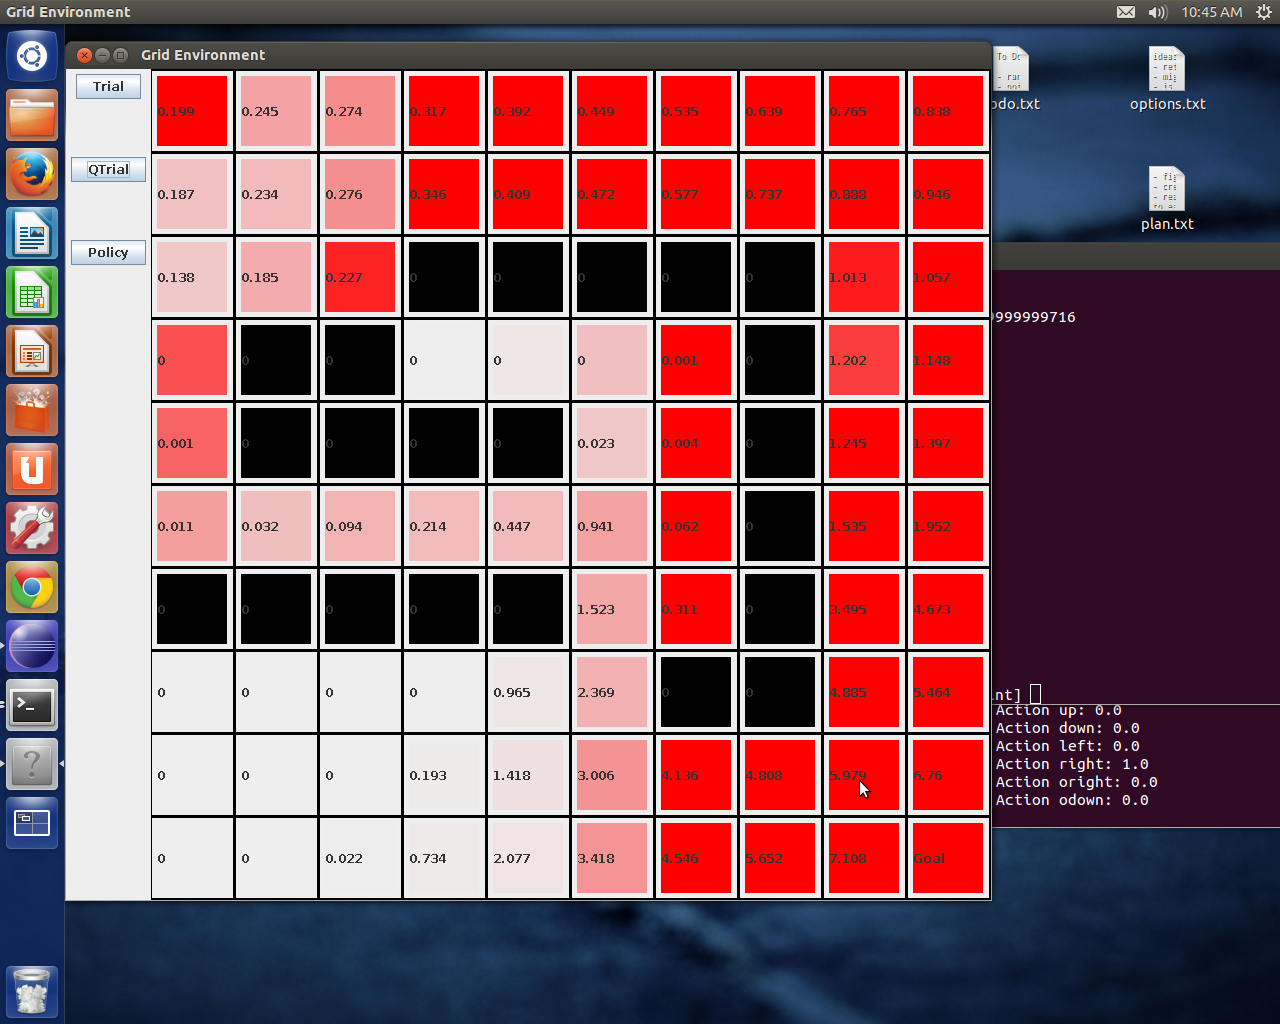 Grid Environment
10:45 AM
Grid Environment
Trial
QTrial
Policy
0.199 0.245 0.274 0.317 0.392 0.449 0.535 0.639 0.765 0.838
0.187 0.234 0.276 0.346 0.409 0.472 0.577 0.737 0.888 0.946
0.138 0.185 0.227 0 0 0 0 0 1.013 1.057
0 0 0 0 0 0 0.001 0 1.202 1.148
0.001 0 0 0 0 0.023 0.004 0 1.245 1.397
0.011 0.032 0.094 0.214 0.447 0.941 0.062 0 1.535 1.952
0 0 0 0 0 1.523 0.311 0 3.495 4.673
0 0 0 0 0.965 2.369 0 0 4.885 5.464
0 0 0 0.193 1.418 3.006 4.136 4.808 5.979 6.76
0 0 0.022 0.734 2.077 3.418 4.546 5.652 7.108 Goal
To Do
- ran
odo.txt
ideas
options.txt
plan.txt
9999999716
nt]
Action up: 0.0
Action down: 0.0
Action left: 0.0
Action right: 1.0
Action oright: 0.0
Action odown: 0.0